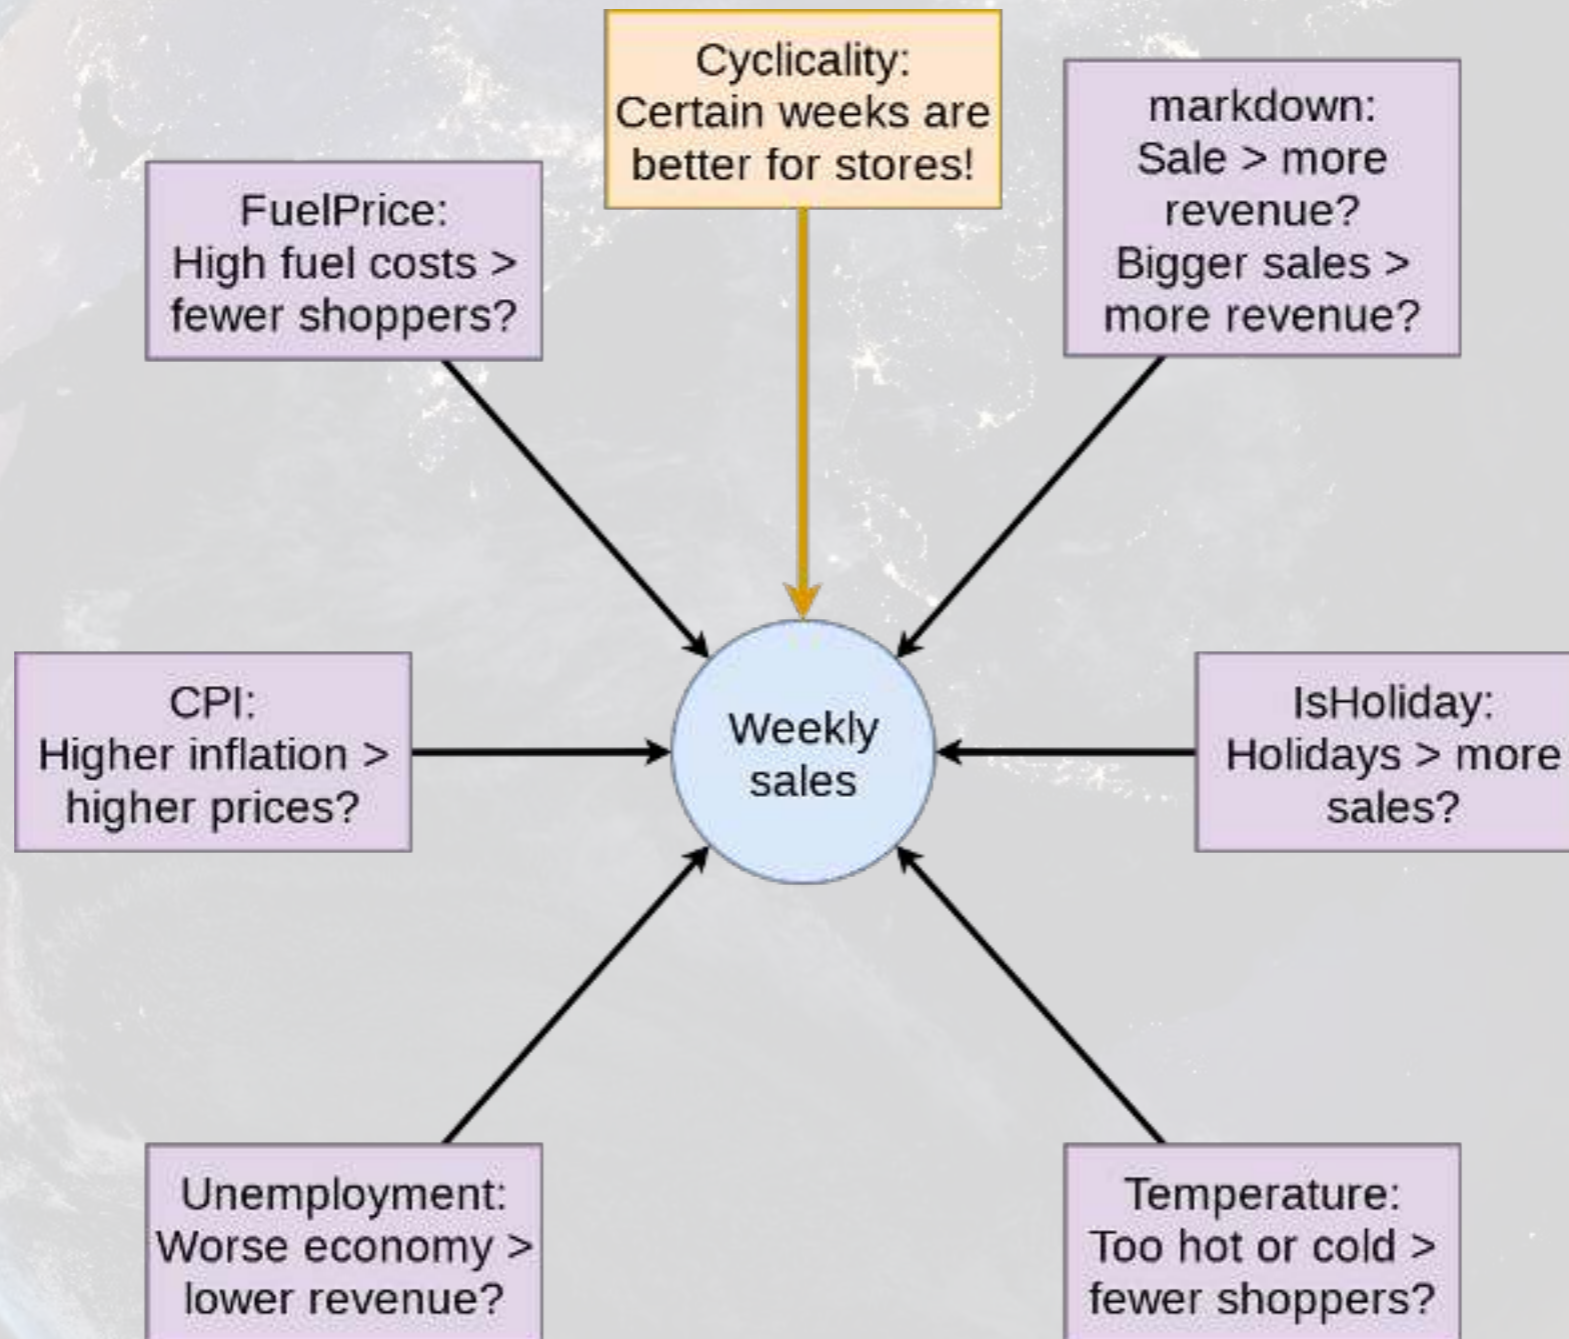 Cyclicality:
Certain weeks are
better for stores!
markdown:
Sale > more
revenue?
Bigger sales >
more revenue?
FuelPrice:
High fuel costs >
fewer shoppers?
CPI:
Higher inflation >
higher prices?
Weekly
sales
IsHoliday:
Holidays > more
sales?
Unemployment:
Worse economy >
lower revenue?
Temperature:
Too hot or cold >
fewer shoppers?